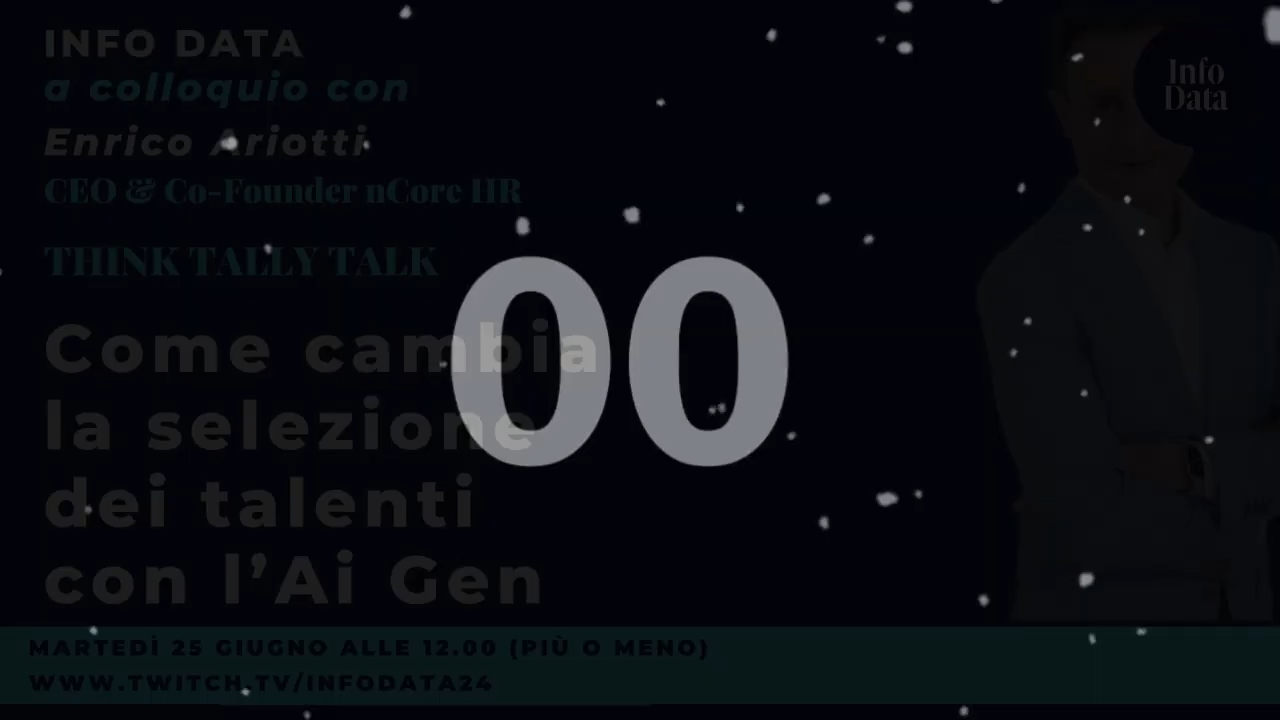 INFO DATA
a colloquio con
Enrico Ariotti
CEO & Co-Founder nCore HR
THINK TALLY TALK
Come cambia
la selezione
dei talenti
con l’Ai Gen
00
Info
Data
MARTEDÌ 25 GIUGNO ALLE 12.00 (PIÙ O MENO)
WWW.TWITCH.TV/INFODATA24